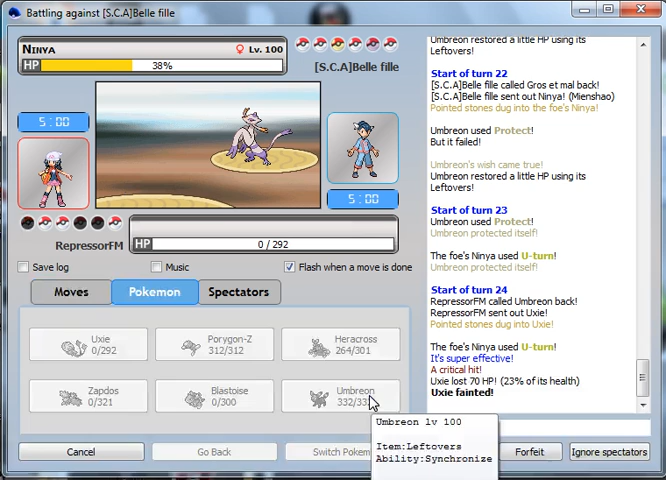 Battling against [S.C.A]Belle fille
NINYA
Lv. 100
HP
38%
[S.C.A]Belle fille
5:00
5:00
RepressorFM
HP
0 / 292
Save log
Music
Flash when a move is done
Moves
Pokemon
Spectators
Uxie
0/292
Porygon-Z
312/312
Heracross
264/301
Zapdos
0/321
Blastoise
0/300
Umbreon
Cancel
Go Back
Switch Pokem
Umbreon lv 100
Item:Leftovers
Ability:Synchronize
Umbreon restored a little HP using its
Leftovers!
Start of turn 22
[S.C.A]Belle fille called Gros et mal back!
[S.C.A]Belle fille sent out Ninya! (Mienshao)
Pointed stones dug into the foe's Ninya!
Umbreon used Protect!
But it failed!
Umbreon's wish came true!
Umbreon restored a little HP using its
Leftovers!
Start of turn 23
Umbreon used Protect!
Umbreon protected itself!
The foe's Ninya used U-turn!
Umbreon protected itself!
Start of turn 24
RepressorFM called Umbreon back!
RepressorFM sent out Uxie!
Pointed stones dug into Uxie!
The foe's Ninya used U-turn!
It's super effective!
A critical hit!
Uxie lost 70 HP! (23% of its health)
Uxie fainted!
Forfeit
Ignore spectators